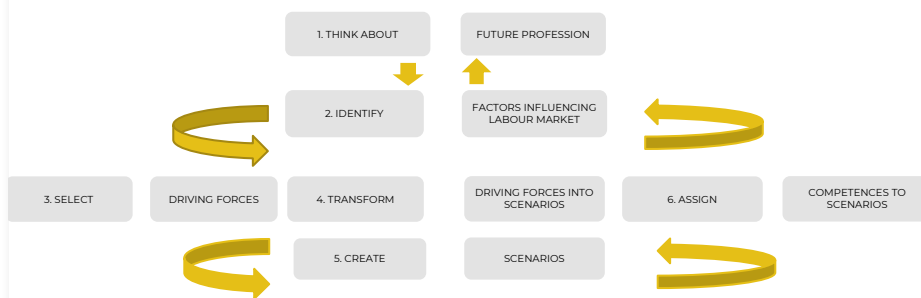 1. THINK ABOUT
FUTURE PROFESSION
2. IDENTIFY
FACTORS INFLUENCING
LABOUR MARKET
3. SELECT
DRIVING FORCES
4. TRANSFORM
DRIVING FORCES INTO
SCENARIOS
6. ASSIGN
COMPETENCES TO
SCENARIOS
5. CREATE
SCENARIOS